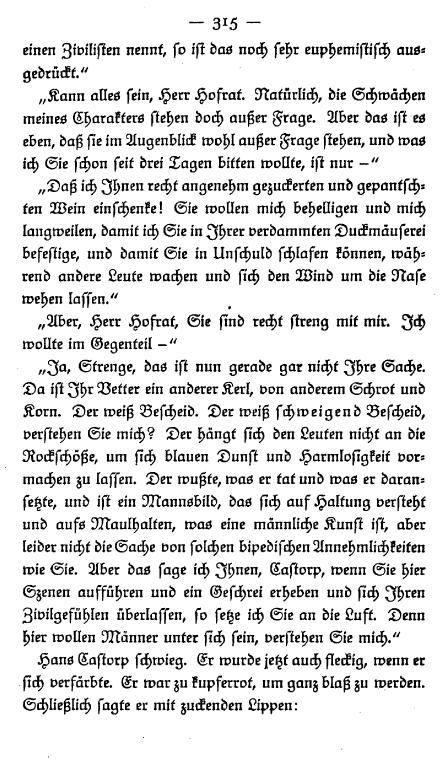 — 315 —
einen Zivilisten nennt, so ist das noch sehr euphemistisch aus-
gedrückt.“
„Kann alles sein, Herr Hofrat. Natürlich, die Schwächen
meines Charakters stehen doch außer Frage. Aber das ist es
eben, daß sie im Augenblick wohl außer Frage stehen, und was
ich Sie schon seit drei Tagen bitten wollte, ist nur —“
„Daß ich Ihnen recht angenehm gezuckerten und gepantsch-
ten Wein einschenke! Sie wollen mich behelligen und mich
langweilen, damit ich Sie in Ihrer verdammten Duckmäuserei
befestige, und damit Sie in Unschuld schlafen können, wäh-
rend andere Leute wachen und sich den Wind um die Nase
wehen lassen.“
„Aber, Herr Hofrat, Sie sind recht streng mit mir. Ich
wollte im Gegenteil —“
„Ja, Strenge, das ist nun gerade gar nicht Ihre Sache.
Da ist Ihr Vetter ein anderer Kerl, von anderem Schrot und
Korn. Der weiß Bescheid. Der weiß schweigend Bescheid,
verstehen Sie mich? Der hängt sich den Leuten nicht an die
Rockschöße, um sich blauen Dunst und Harmlosigkeit vor-
machen zu lassen. Der wußte, was er tat und was er daran-
setzte, und ist ein Mannsbild, das sich auf Haltung versteht
und aufs Maulhalten, was eine männliche Kunst ist, aber
leider nicht die Sache von solchen bipedischen Annehmlichkeiten
wie Sie. Aber das sage ich Ihnen, Castorp, wenn Sie hier
Szenen aufführen und ein Geschrei erheben und sich Ihren
Zivilgefühlen überlassen, so setze ich Sie an die Luft. Denn
hier wollen Männer unter sich sein, verstehen Sie mich.“
Hans Castorp schwieg. Er wurde jetzt auch fleckig, wenn er
sich verfärbte. Er war zu kupferrot, um ganz blaß zu werden.
Schließlich sagte er mit zuckenden Lippen: